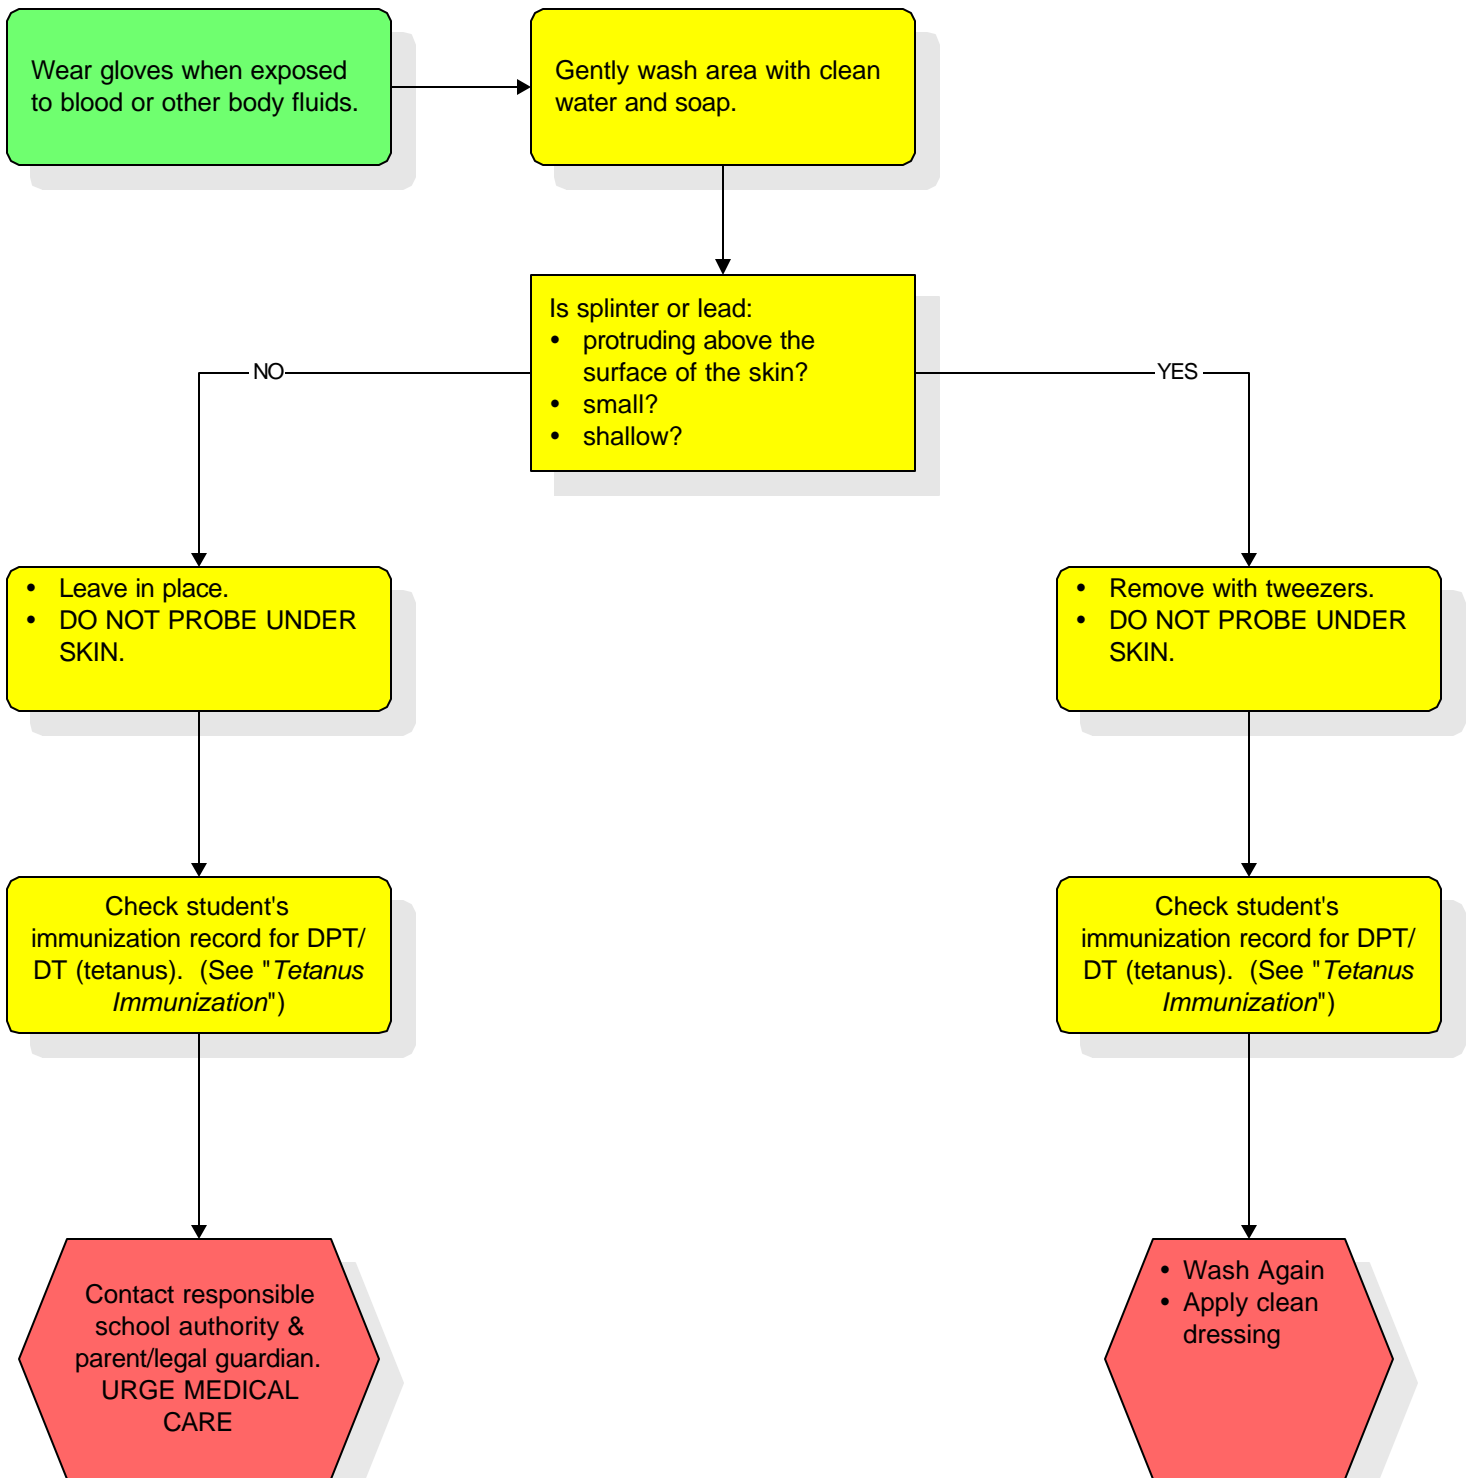 Wear gloves when exposed
to blood or other body fluids.
Gently wash area with clean
water and soap.
Is splinter or lead:
• protruding above the
surface of the skin?
• small?
• shallow?
NO
YES
• Leave in place.
• DO NOT PROBE UNDER
SKIN.
• Remove with tweezers.
• DO NOT PROBE UNDER
SKIN.
Check student's
immunization record for DPT/
DT (tetanus). (See "Tetanus
Immunization")
Check student's
immunization record for DPT/
DT (tetanus). (See "Tetanus
Immunization")
Contact responsible
school authority &
parent/legal guardian.
URGE MEDICAL
CARE
• Wash Again
• Apply clean
dressing